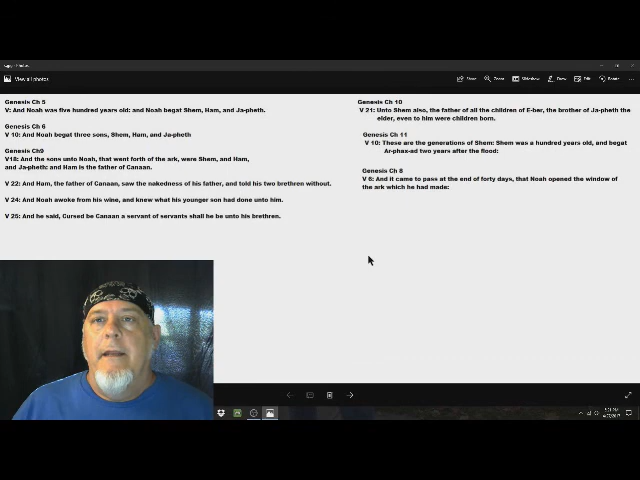 Photos
View all photos
Share
Zoom
Slideshow
Draw
Edit
Rotate
Genesis Ch 5
V: And Noah was five hundred years old: and Noah begat Shem, Ham, and Ja-pheth.
Genesis Ch 6
V 10: And Noah begat three sons, Shem, Ham, and Ja-pheth
Genesis Ch9
V18: And the sons unto Noah, that went forth of the ark, were Shem, and Ham,
and Ja-pheth: and Ham is the father of Canaan.
V 22: And Ham, the father of Canaan, saw the nakedness of his father, and told his two brethren without.
V 24: And Noah awoke from his wine, and knew what his younger son had done unto him.
V 25: And he said, Cursed be Canaan a servant of servants shall he be unto his brethren.
Genesis Ch 10
V 21: Unto Shem also, the father of all the children of E-ber, the brother of Ja-pheth the
elder, even to him were children born.
Genesis Ch 11
V 10: These are the generations of Shem: Shem was a hundred years old, and begat
Ar-phax-ad two years after the flood:
Genesis Ch 8
V 6: And it came to pass at the end of forty days, that Noah opened the window of
the ark which he had made: